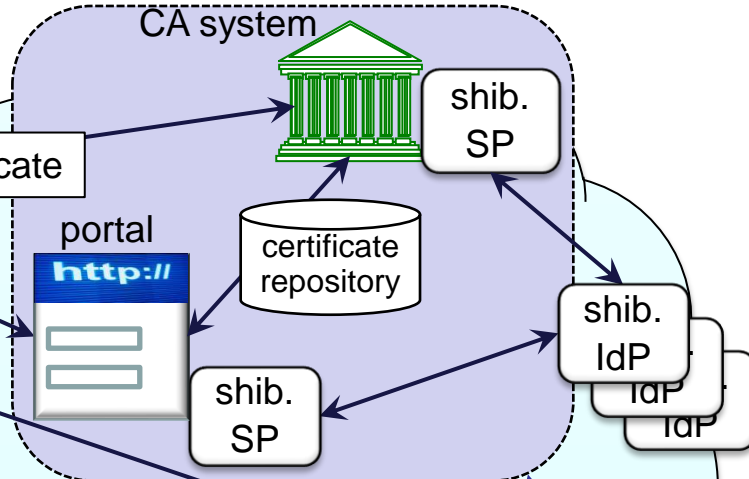 CA system
shib.
SP
cate
portal
http://
certificate
repository
shib.
IdP
IdP
IdP
shib.
SP